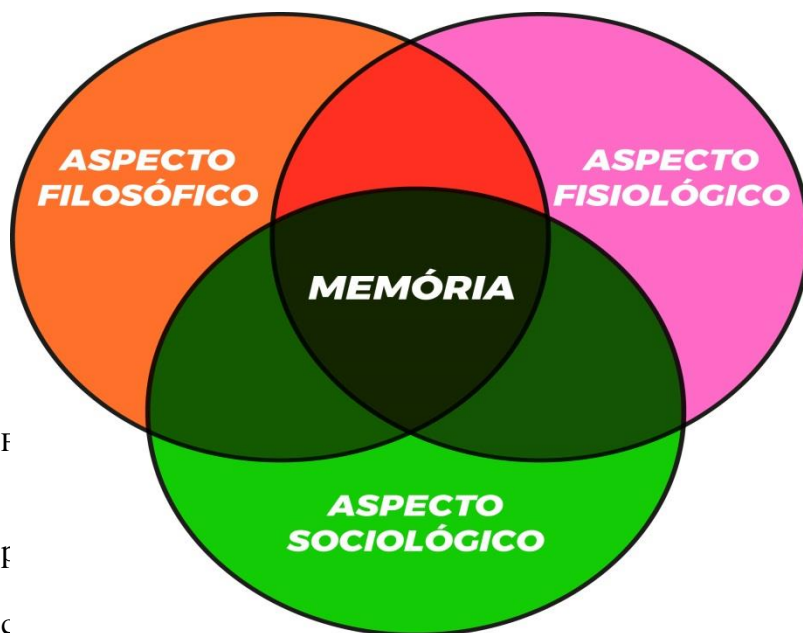 ASPECTO
FILOSÓFICO
ASPECTO
FISIOLÓGICO
MEMÓRIA
ASPECTO
SOCIOLÓGICO